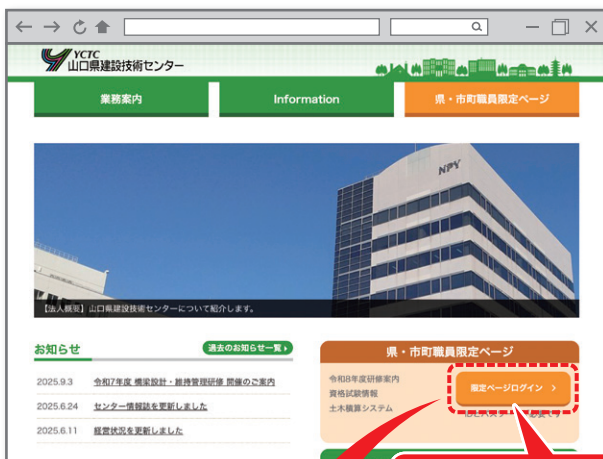 YCTC
山口県建設技術センター
業務案内
Information
県・市町職員限定ページ
NPY
【法人概要】山口県建設技術センターについて紹介します。
お知らせ
過去のお知らせ一覧
2025.9.3 令和7年度 橋梁設計・維持管理研修 開催のご案内
2025.6.24 センター情報誌を更新しました
2025.6.11 経営状況を更新しました
県・市町職員限定ページ
令和8年度研修案内
資格試験情報
土木積算システム
限定ページログイン